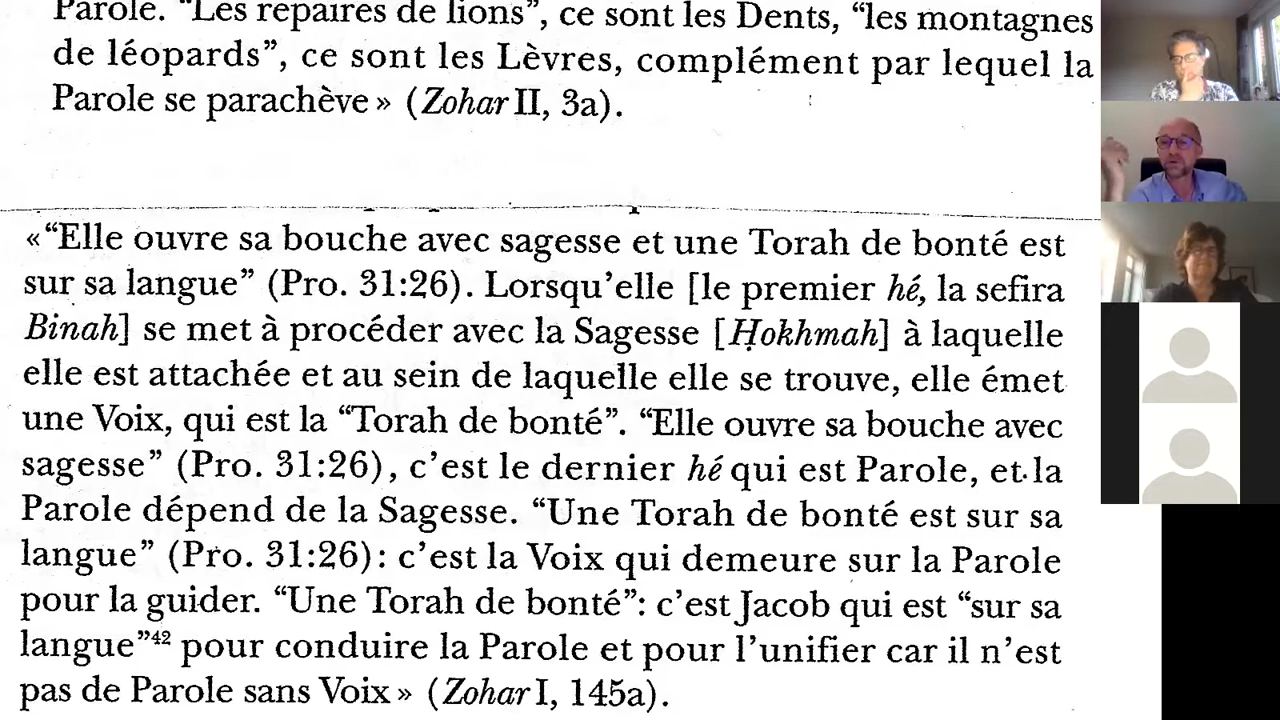 Parole. “Les repaires de lions”, ce sont les Dents, “les montagnes
de léopards”, ce sont les Lèvres, complément par lequel la
Parole se parachève» (Zohar II, 3a).
«“Elle ouvre sa bouche avec sagesse et une Torah de bonté est
sur sa langue” (Pro. 31:26). Lorsqu’elle [le premier hé, la sefira
Binah] se met à procéder avec la Sagesse [Ḥokhmah] à laquelle
elle est attachée et au sein de laquelle elle se trouve, elle émet
une Voix, qui est la “Torah de bonté”. “Elle ouvre sa bouche avec
sagesse” (Pro. 31:26), c’est le dernier hé qui est Parole, et la
Parole dépend de la Sagesse. “Une Torah de bonté est sur sa
langue” (Pro. 31:26): c’est la Voix qui demeure sur la Parole
pour la guider. “Une Torah de bonté”: c’est Jacob qui est “sur sa
langue”⁴² pour conduire la Parole et pour l’unifier car il n’est
pas de Parole sans Voix» (Zohar I, 145a).